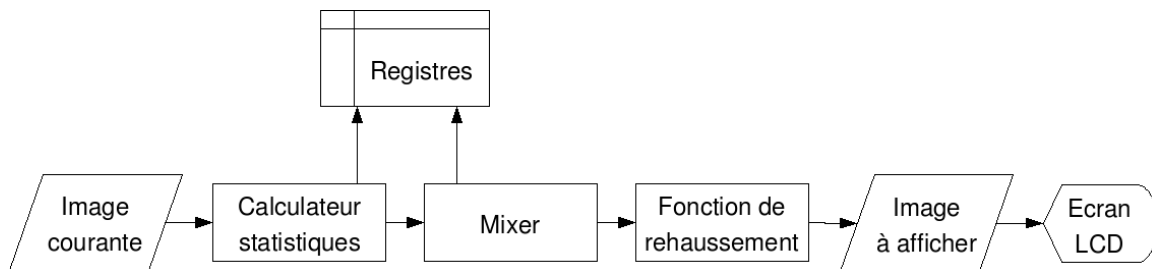 Registres
Image
courante
Calculateur
statistiques
Mixer
Fonction de
rehaussement
Image
à afficher
Ecran
LCD